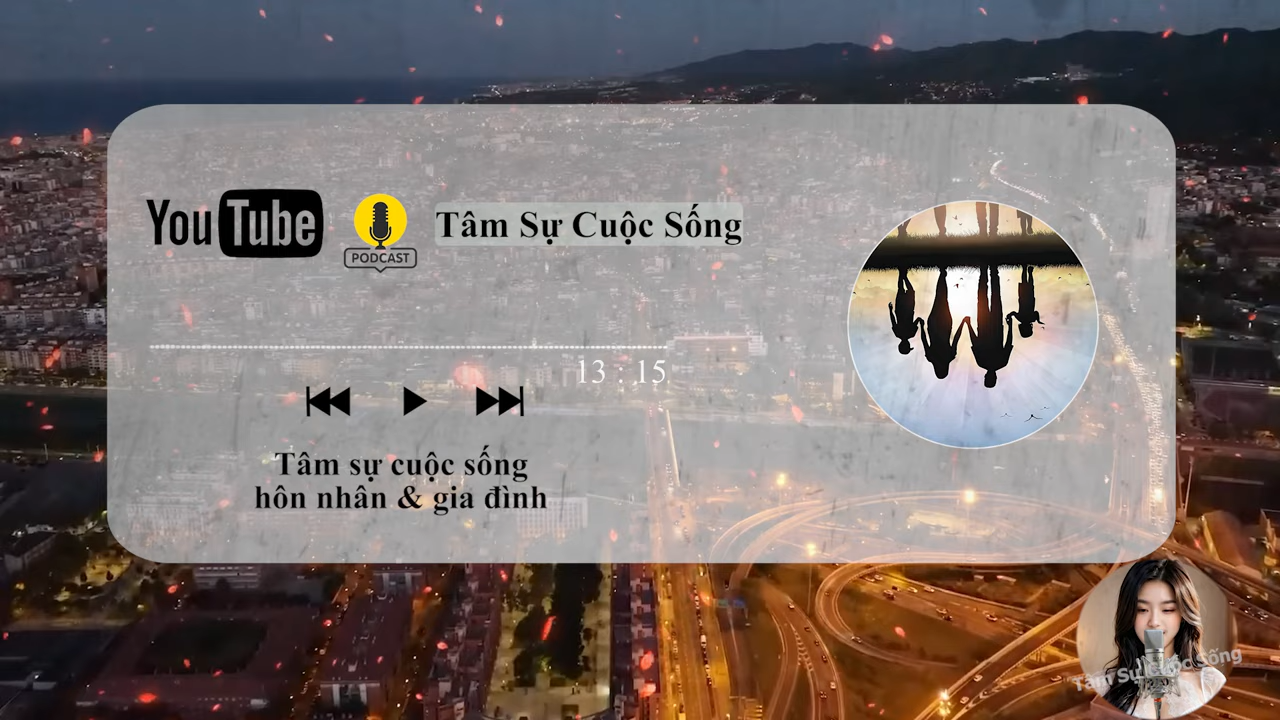 YouTube
PODCAST
Tâm Sự Cuộc Sống
13 : 15
Tâm sự cuộc sống
hôn nhân & gia đình
Tâm Sự Cuộc Sống